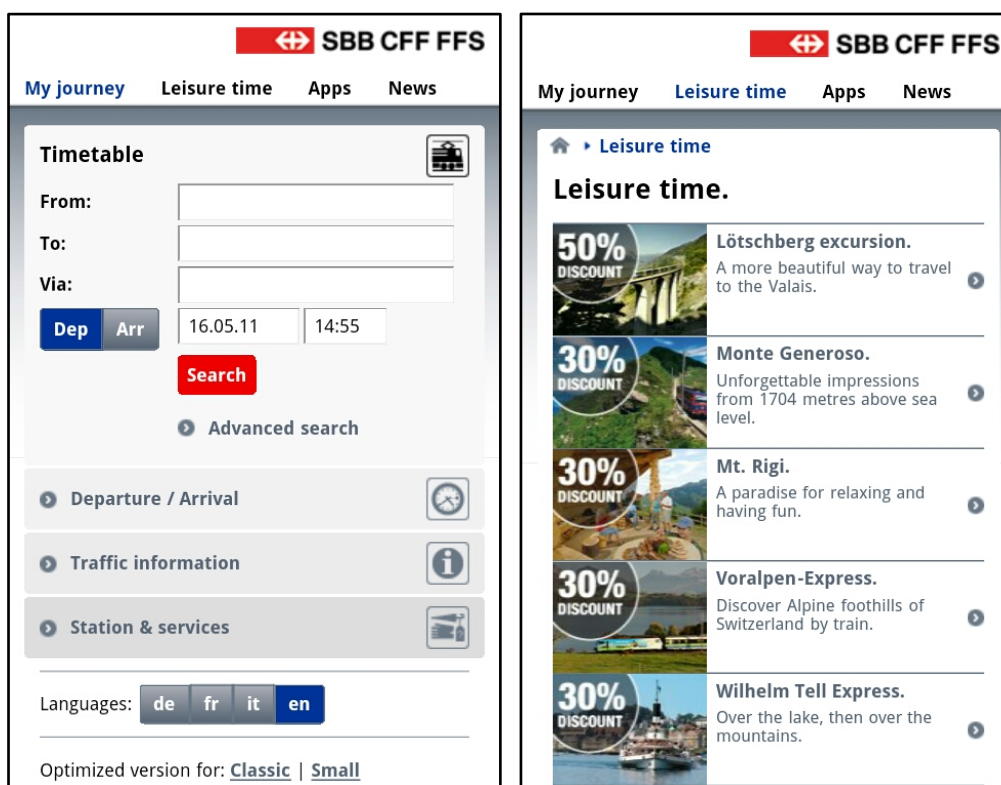 SBB CFF FFS
My journey Leisure time Apps News
Timetable
From:
To:
Via:
Dep Arr 16.05.11 14:55
Search
Advanced search
Departure / Arrival
Traffic information
Station & services
Languages: de fr it en
Optimized version for: Classic | Small
SBB CFF FFS
My journey Leisure time Apps News
Leisure time
Leisure time.
50%
DISCOUNT
Lötschberg excursion.
A more beautiful way to travel
to the Valais.
30%
DISCOUNT
Monte Generoso.
Unforgettable impressions
from 1704 metres above sea
level.
30%
DISCOUNT
Mt. Rigi.
A paradise for relaxing and
having fun.
30%
DISCOUNT
Voralpen-Express.
Discover Alpine foothills of
Switzerland by train.
30%
DISCOUNT
Wilhelm Tell Express.
Over the lake, then over the
mountains.